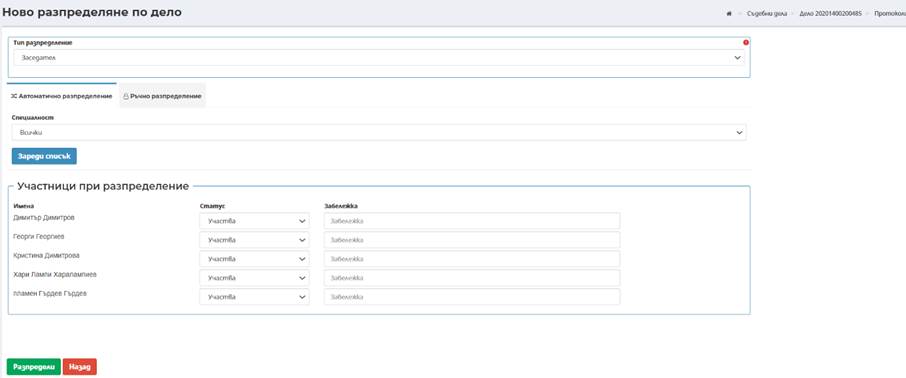 Ново разпределяне по дело
Съдебни дела
Дело 20201400200485
Протокол
Тип разпределение
Заседател
Автоматично разпределение
Ръчно разпределение
Специалност
Всички
Зареди списък
Участници при разпределение
Имена Статус Забележка
Димитър Димитров Участва Забележка
Георги Георгиев Участва Забележка
Кристина Димитрова Участва Забележка
Хари Лампи Харалампиев Участва Забележка
пламен Гърдев Гърдев Участва Забележка
Разпредели Назад